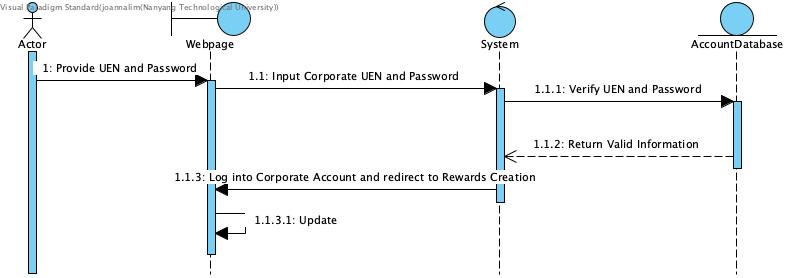 Visual Paradigm Standard(joannalim(Nanyang Technological University))
Actor
Webpage
System
AccountDatabase
1: Provide UEN and Password
1.1: Input Corporate UEN and Password
1.1.1: Verify UEN and Password
1.1.2: Return Valid Information
1.1.3: Log into Corporate Account and redirect to Rewards Creation
1.1.3.1: Update